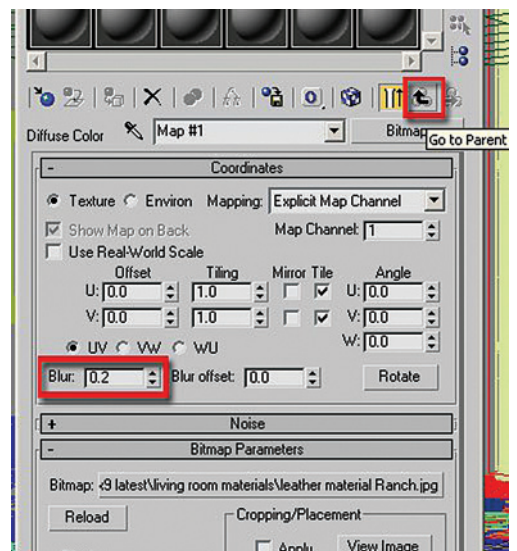 Diffuse Color Map #1 Bitmap
Go to Parent
- Coordinates
Texture Environ Mapping: Explicit Map Channel
Show Map on Back Map Channel: 1
Use Real-World Scale
Offset Tiling Mirror Tile Angle
U: 0.0 1.0 U: 0.0
V: 0.0 1.0 V: 0.0
UV VW WU W: 0.0
Blur: 0.2 Blur offset: 0.0 Rotate
+ Noise
- Bitmap Parameters
Bitmap: <9 latest\living room materials\leather material Ranch.jpg
Reload Cropping/Placement
Apply View Image